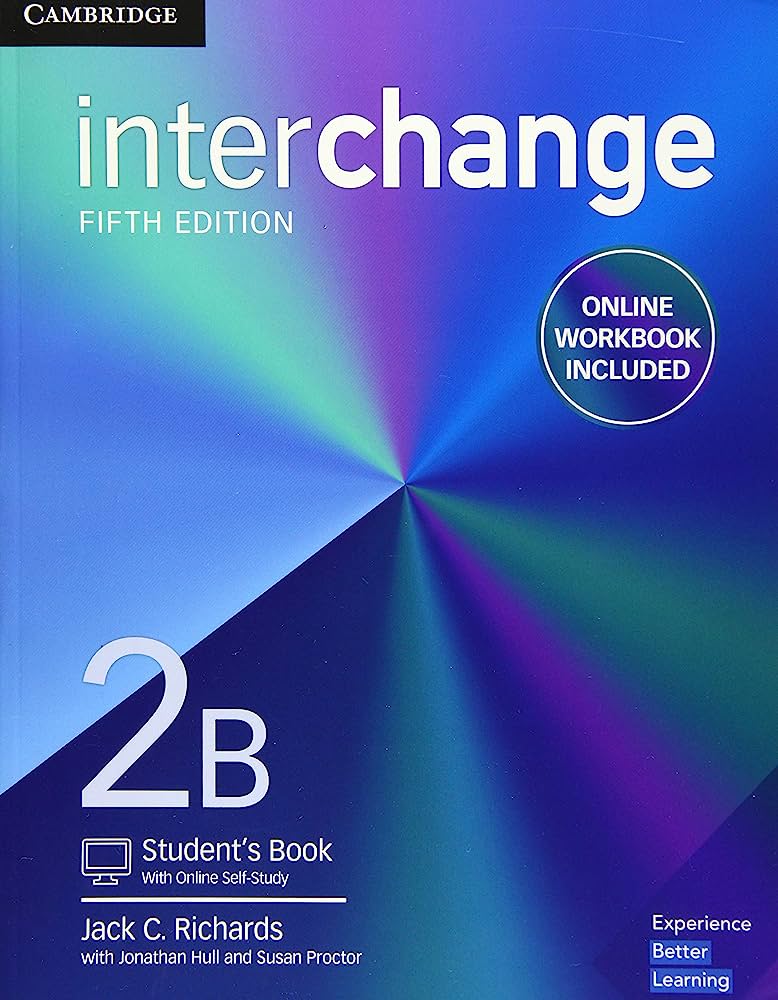 CAMBRIDGE
interchange
FIFTH EDITION
ONLINE
WORKBOOK
INCLUDED
2B
Student's Book
With Online Self-Study
Jack C. Richards
with Jonathan Hull and Susan Proctor
Experience
Better
Learning